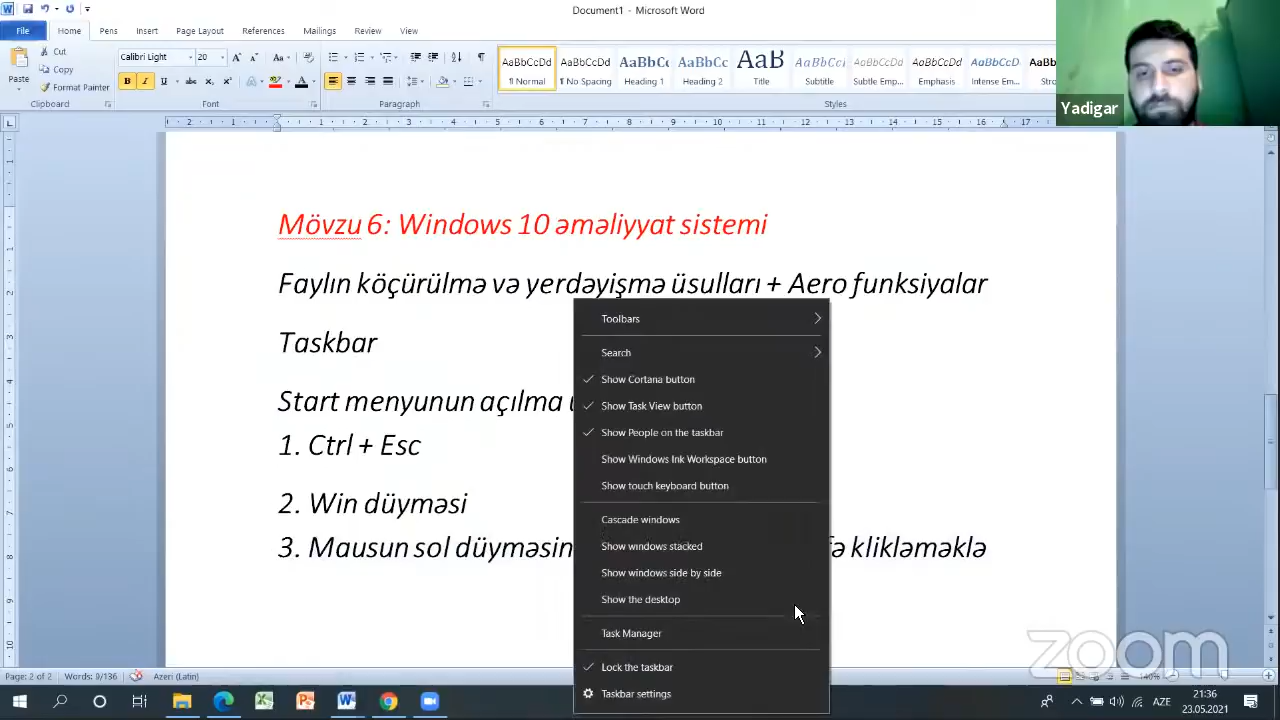 Document1 - Microsoft Word
File Home Pens Insert Page Layout References Mailings Review View
Paste
Cut
Copy
Format Painter
Clipboard
Calibri Light 20
Font
Paragraph
AaBbCcDd AaBbCcDd AaBbCc AaBbCc AaB AaBbCcDd AaBbCcDd AaBbCcDd
¶ Normal ¶ No Spacing Heading 1 Heading 2 Title Subtitle Subtle Emp... Emphasis Intense Em...
Styles
Yadigar
Mövzu 6: Windows 10 əməliyyat sistemi
Faylın köçürülmə və yerdəyişmə üsulları + Aero funksiyalar
Taskbar
Start menyunun açılma
1. Ctrl + Esc
2. Win düyməsi
3. Mausun sol düyməsin klikləməklə
Toolbars
Search
Show Cortana button
Show Task View button
Show People on the taskbar
Show Windows Ink Workspace button
Show touch keyboard button
Cascade windows
Show windows stacked
Show windows side by side
Show the desktop
Task Manager
Lock the taskbar
Taskbar settings
zoom
Page: 2 of 2 Words: 9/136 Azeri (Latin) 140%
AZE
21:36
23.05.2021